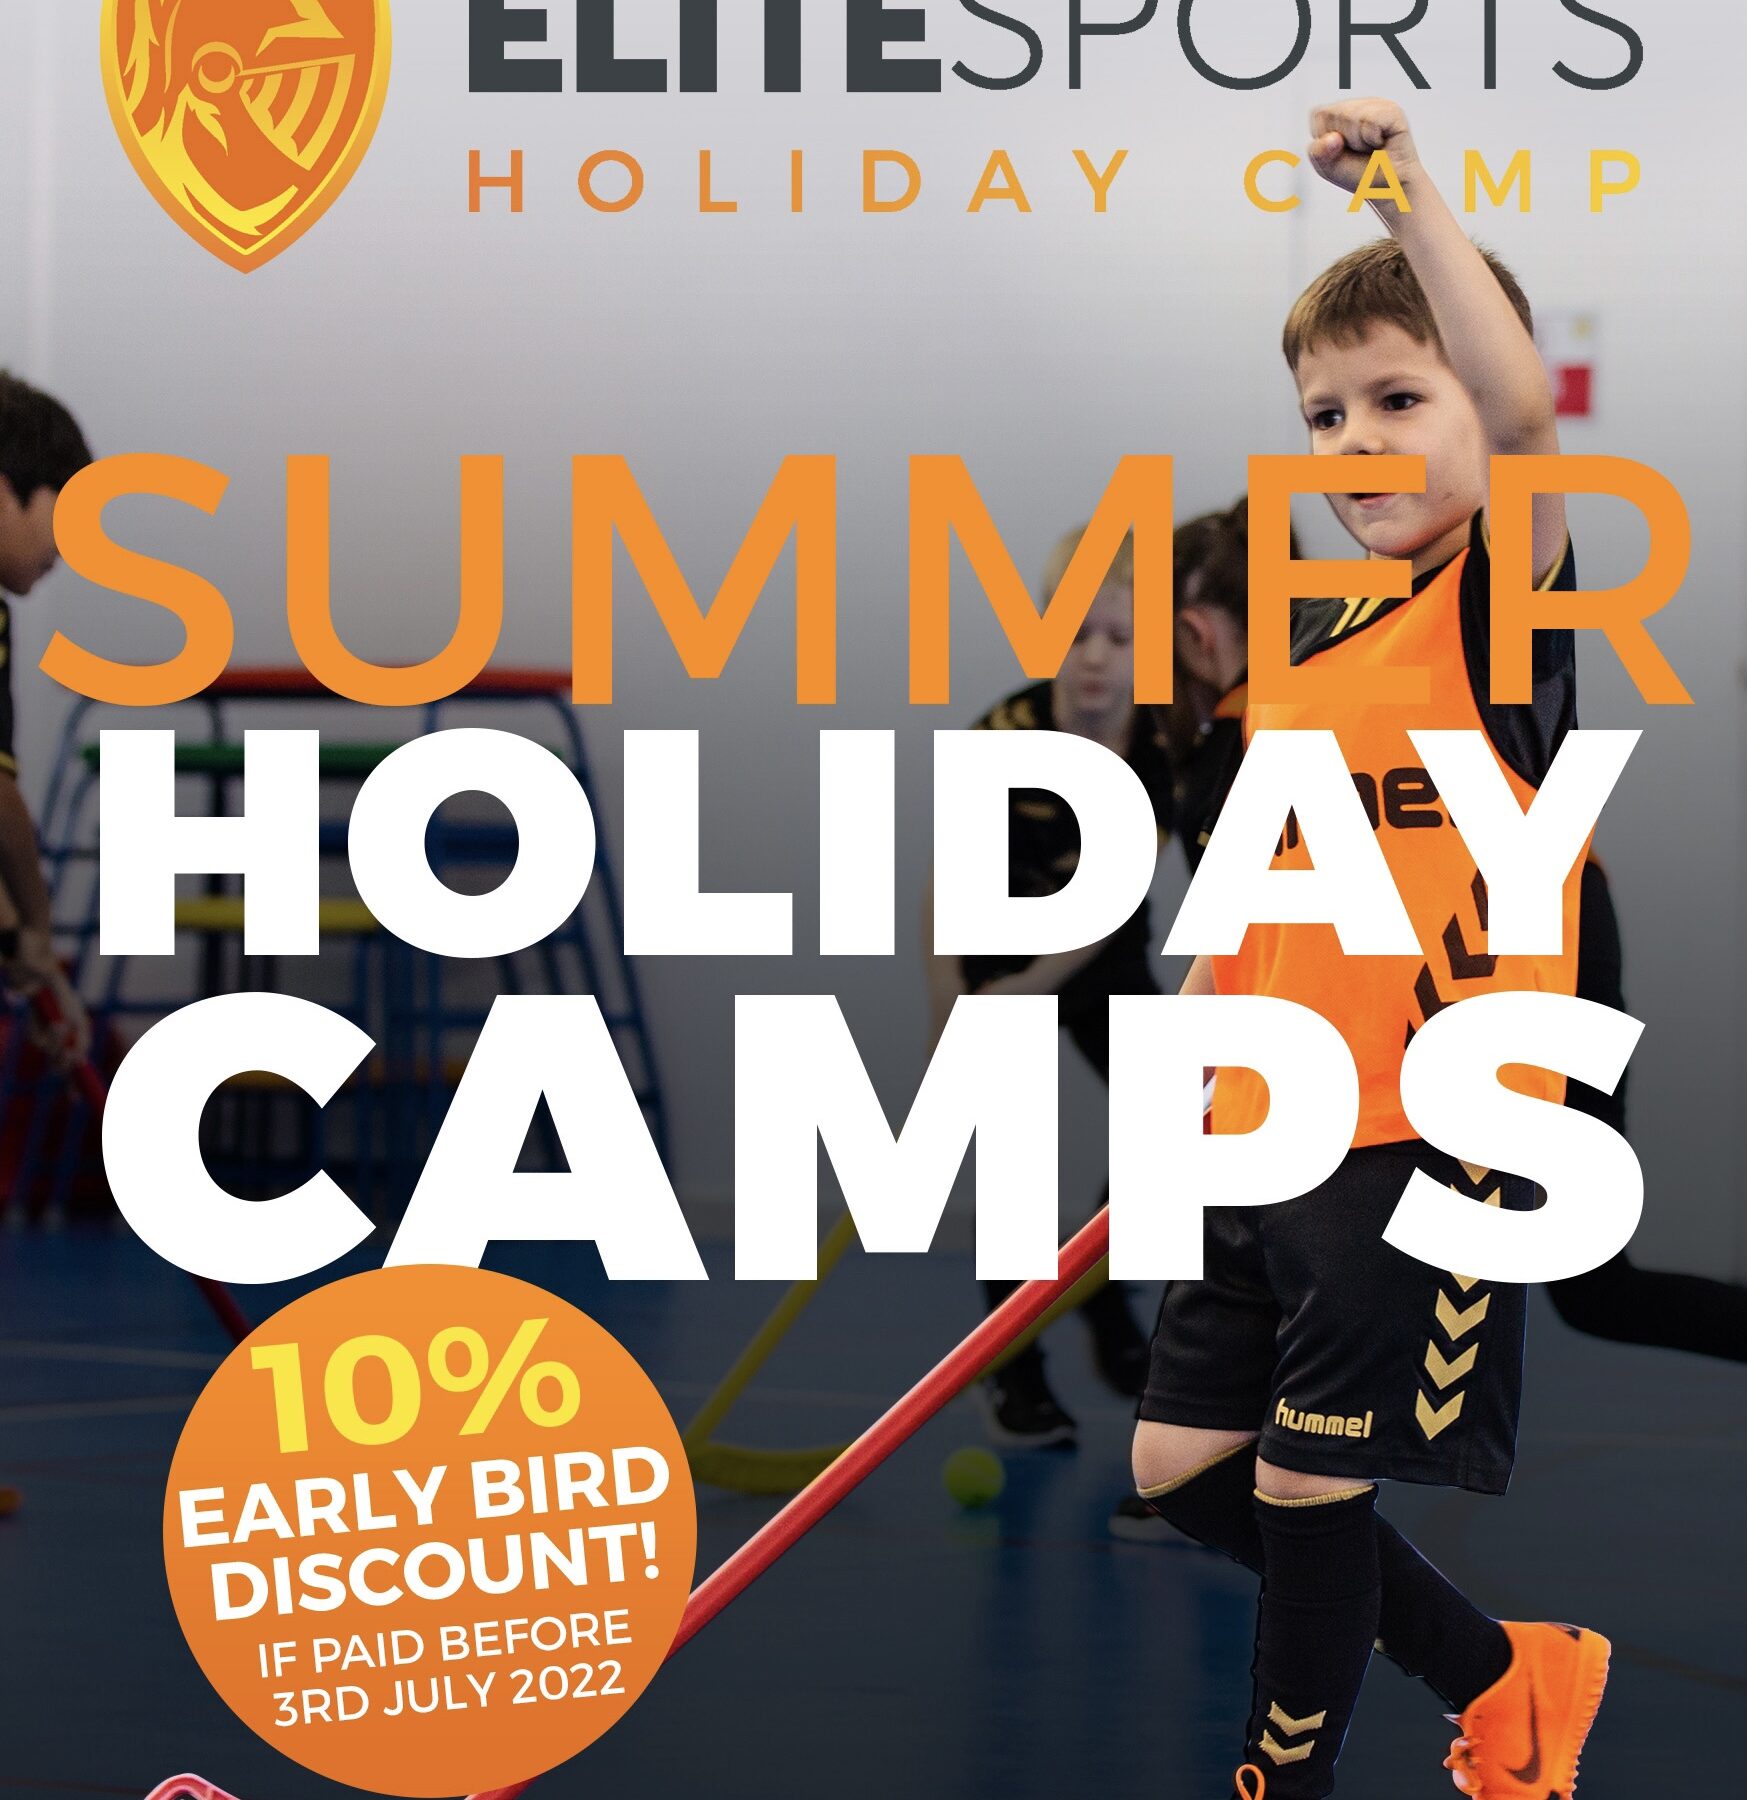 ELITESPORTS
HOLIDAY CAMP
SUMMER
HOLIDAY
CAMPS
hummel
10%
EARLY BIRD
DISCOUNT!
IF PAID BEFORE
3RD JULY 2022